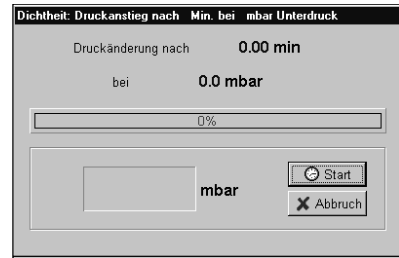 Dichtheit: Druckanstieg nach Min. bei mbar Unterdruck
Druckänderung nach 0.00 min
bei 0.0 mbar
0%
mbar
Start
Abbruch